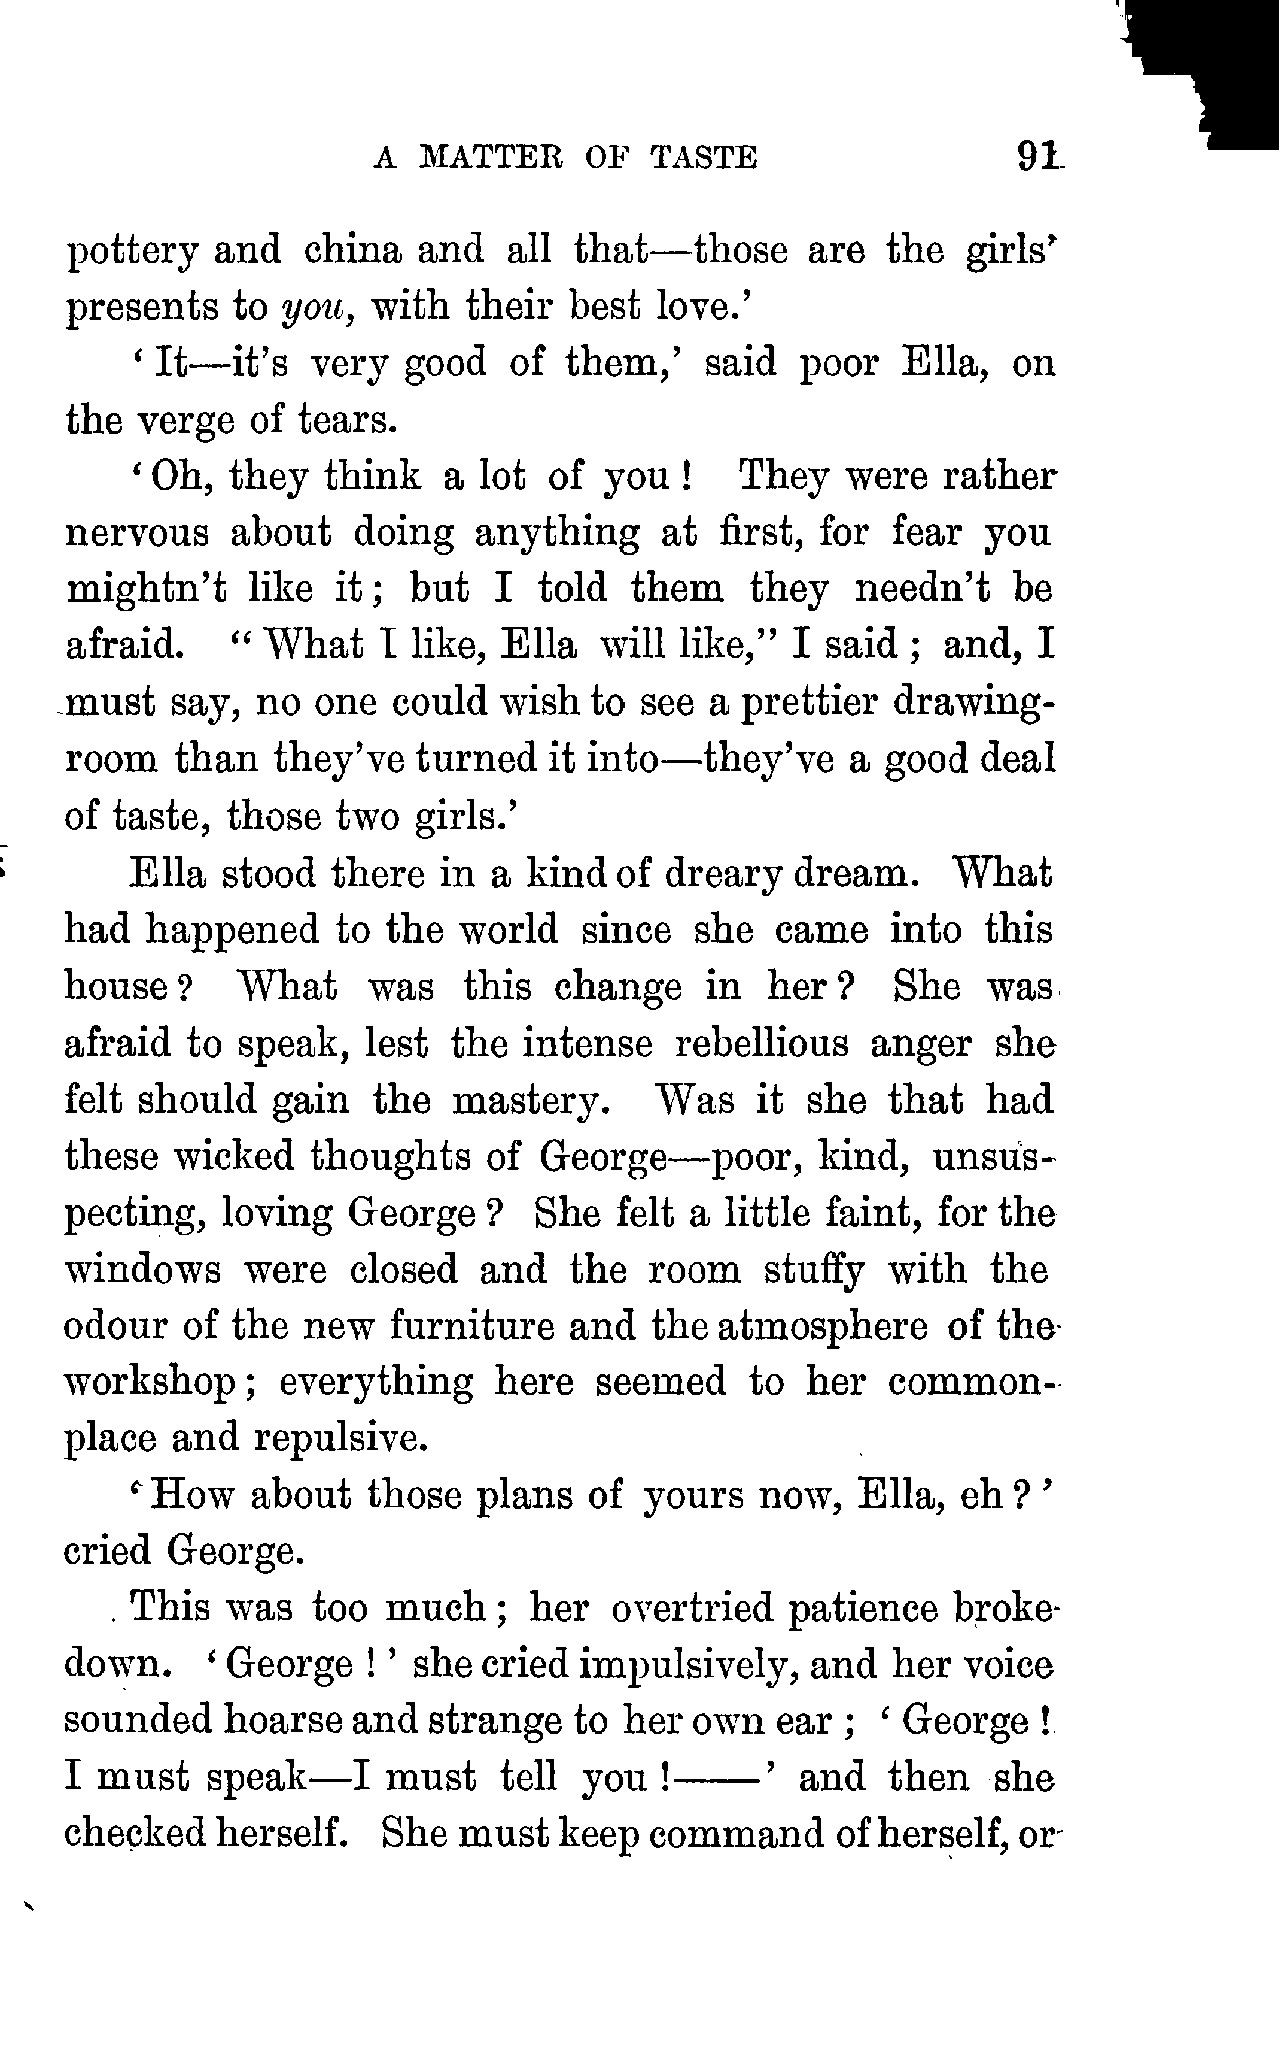 A MATTER OF TASTE 91
pottery and china and all that—those are the girls'
presents to you, with their best love.'
‘ It—it's very good of them,’ said poor Ella, on
the verge of tears.
‘ Oh, they think a lot of you ! They were rather
nervous about doing anything at first, for fear you
mightn't like it ; but I told them they needn't be
afraid. “ What I like, Ella will like,” I said ; and, I
must say, no one could wish to see a prettier drawing-
room than they've turned it into—they've a good deal
of taste, those two girls.’
Ella stood there in a kind of dreary dream. What
had happened to the world since she came into this
house ? What was this change in her ? She was
afraid to speak, lest the intense rebellious anger she
felt should gain the mastery. Was it she that had
these wicked thoughts of George—poor, kind, unsus-
pecting, loving George ? She felt a little faint, for the
windows were closed and the room stuffy with the
odour of the new furniture and the atmosphere of the
workshop ; everything here seemed to her common-
place and repulsive.
‘ How about those plans of yours now, Ella, eh ? ’
cried George.
This was too much ; her overtried patience broke
down. ‘ George ! ’ she cried impulsively, and her voice
sounded hoarse and strange to her own ear ; ‘ George !
I must speak—I must tell you !——’ and then she
checked herself. She must keep command of herself, or